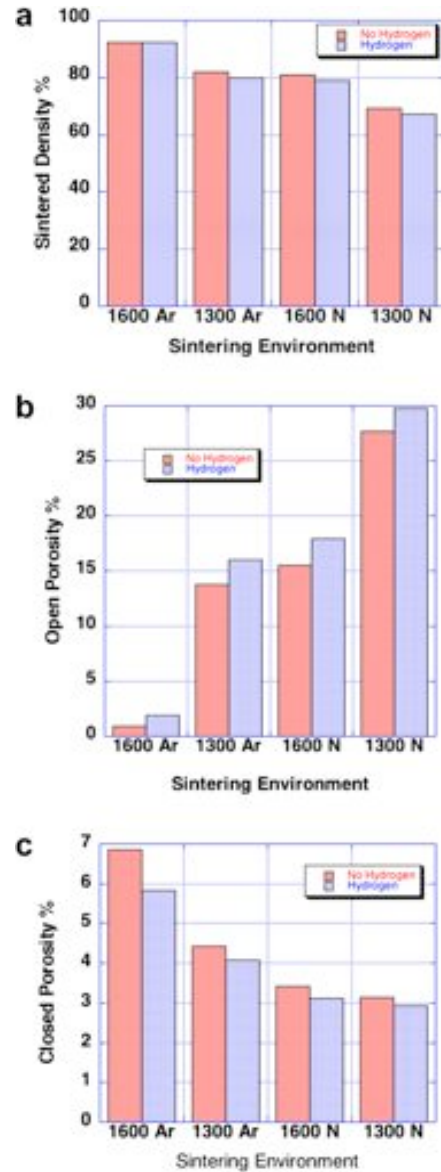 a
100
80
60
40
20
0
Sintered Density %
No Hydrogen
Hydrogen
1600 Ar 1300 Ar 1600 N 1300 N
Sintering Environment
b
30
25
20
15
10
5
0
Open Porosity %
No Hydrogen
Hydrogen
1600 Ar 1300 Ar 1600 N 1300 N
Sintering Environment
c
7
6
5
4
3
2
1
0
Closed Porosity %
No Hydrogen
Hydrogen
1600 Ar 1300 Ar 1600 N 1300 N
Sintering Environment